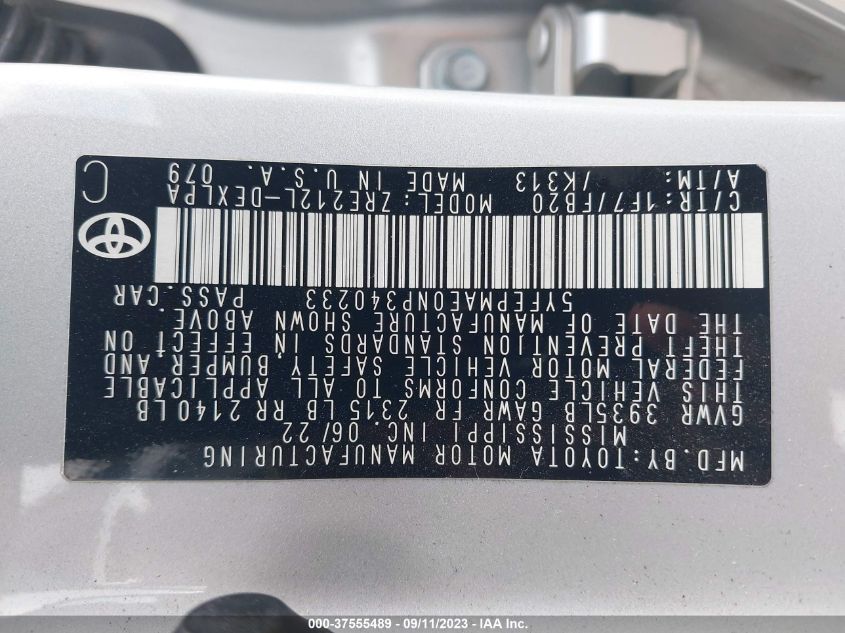 MFD.BY:TOYOTA MOTOR MANUFACTURING
MISSISSIPPI INC. 06/22
GVWR 3935LB GAWR FR 2315 LB RR 2140LB
THIS VEHICLE CONFORMS TO ALL APPLICABLE
FEDERAL MOTOR VEHICLE SAFETY BUMPER AND
THEFT PREVENTION STANDARDS IN EFFECT ON
THE DATE OF MANUFACTURE SHOWN ABOVE.
5YFEPMAE0NP340233 PASS.CAR
C/TR:1F7/FB20 MODEL:ZRE212L-DEXLPA
A/TM: /K313 MADE IN U.S.A. 079
C
000-37555489 - 09/11/2023 - IAA Inc.